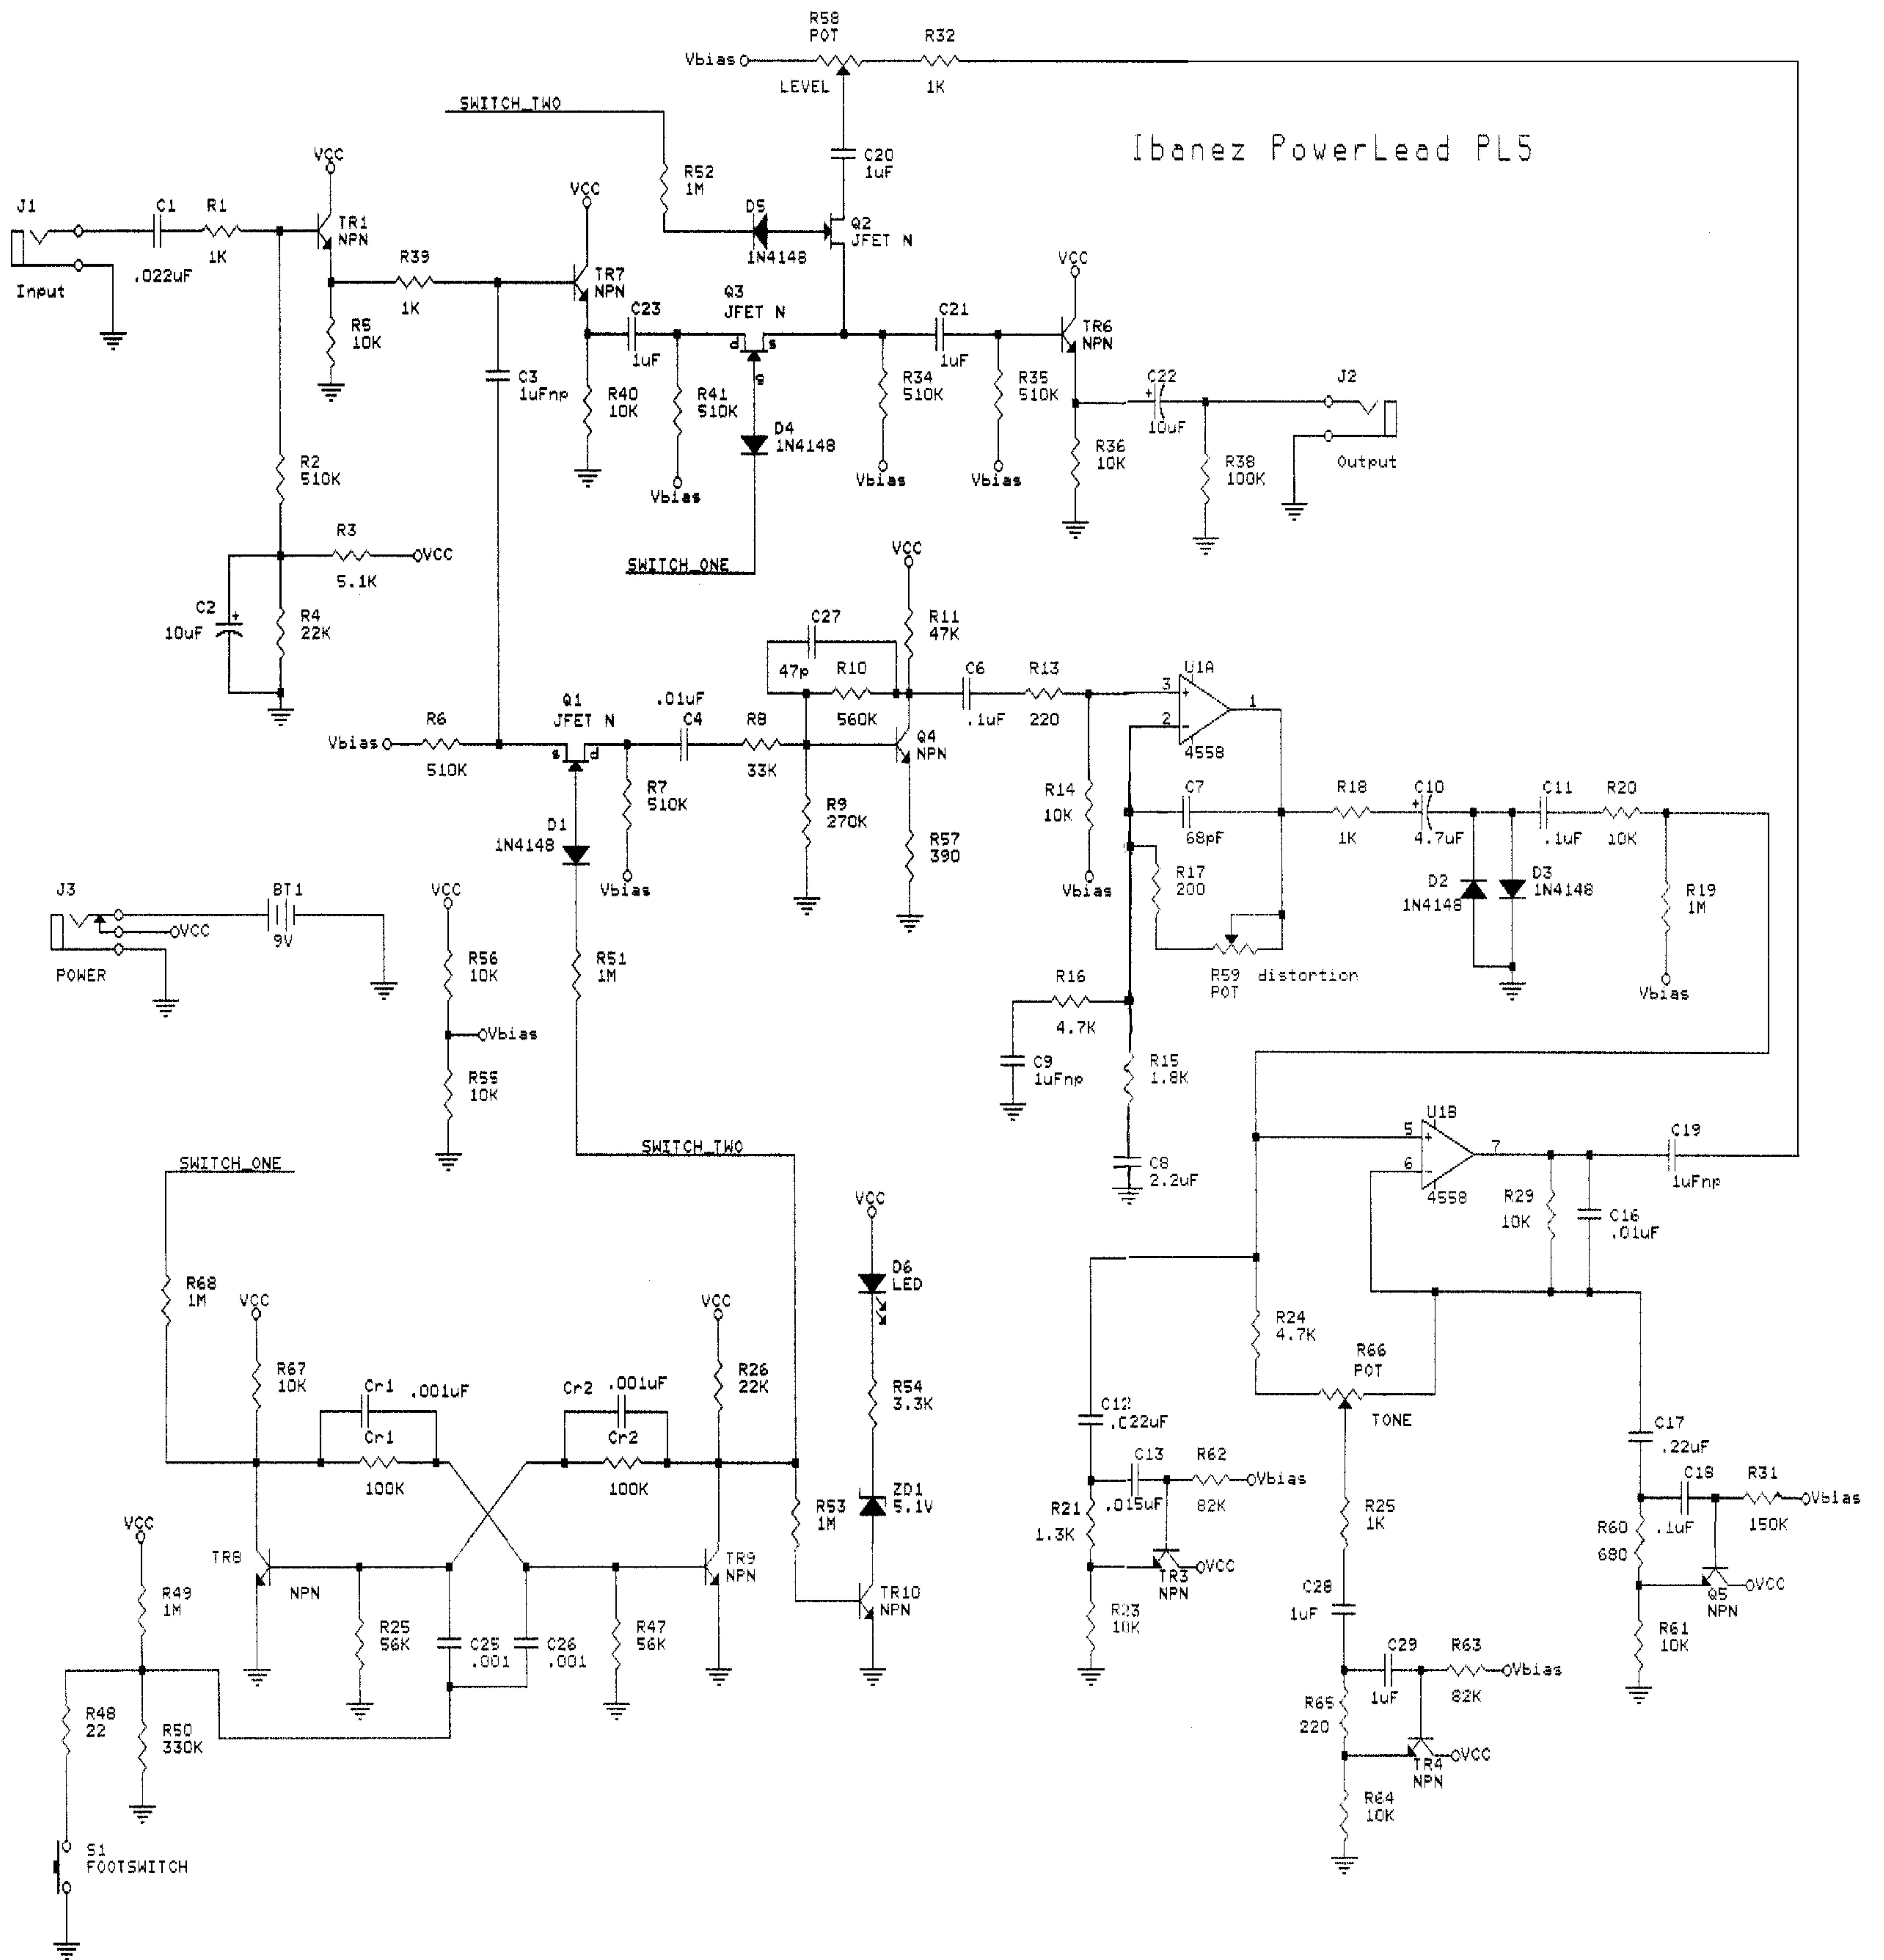 Ibanez PowerLead PL5
R58
POT
R32
Vbias
LEVEL
1K
SWITCH_TWO
C20
1uF
VCC
R52
1M
VCC
J1
C1
R1
TR1
NPN
D5
Q2
JFET N
1N4148
.022uF
1K
Input
R39
1K
TR7
NPN
VCC
R5
10K
C23
1uF
Q3
JFET N
d
s
g
C21
1uF
TR6
NPN
C3
1uFnp
R40
10K
R41
510K
R34
510K
R35
510K
C22
+
10uF
J2
D4
1N4148
R36
10K
R38
100K
Output
Vbias
Vbias
Vbias
R2
510K
R3
VCC
5.1K
SWITCH_ONE
VCC
C2
10uF
+
R4
22K
C27
47p
R11
47K
R10
560K
C6
.1uF
R13
220
U1A
3
+
2
-
1
4558
Q1
JFET N
s
d
.01uF
C4
R8
33K
Q4
NPN
Vbias
R6
510K
R7
510K
R9
270K
R57
390
R14
10K
Vbias
C7
68pF
R18
1K
C10
+
4.7uF
C11
.1uF
R20
10K
D1
1N4148
Vbias
R17
200
D2
1N4148
D3
1N4148
R19
1M
Vbias
J3
BT1
9V
VCC
POWER
VCC
R56
10K
Vbias
R55
10K
R51
1M
R59
POT
distortion
R16
4.7K
C9
1uFnp
R15
1.8K
C8
2.2uF
U1B
5
+
6
-
7
4558
C19
1uFnp
SWITCH_ONE
SWITCH_TWO
R29
10K
C16
.01uF
VCC
D6
LED
R68
1M
VCC
VCC
R24
4.7K
R66
POT
TONE
R67
10K
Cr1
.001uF
Cr1
100K
Cr2
.001uF
Cr2
100K
R26
22K
R54
3.3K
ZD1
5.1V
R53
1M
C12
.022uF
C13
.015uF
R62
82K
Vbias
R21
1.3K
TR3
NPN
VCC
R23
10K
R25
1K
C17
.22uF
C18
.1uF
R31
150K
Vbias
R60
680
Q5
NPN
VCC
R61
10K
VCC
R49
1M
TR8
NPN
R25
56K
C25
.001
C26
.001
R47
56K
TR9
NPN
TR10
NPN
C28
1uF
C29
1uF
R63
82K
Vbias
R65
220
TR4
NPN
VCC
R64
10K
R48
22
R50
330K
S1
FOOTSWITCH